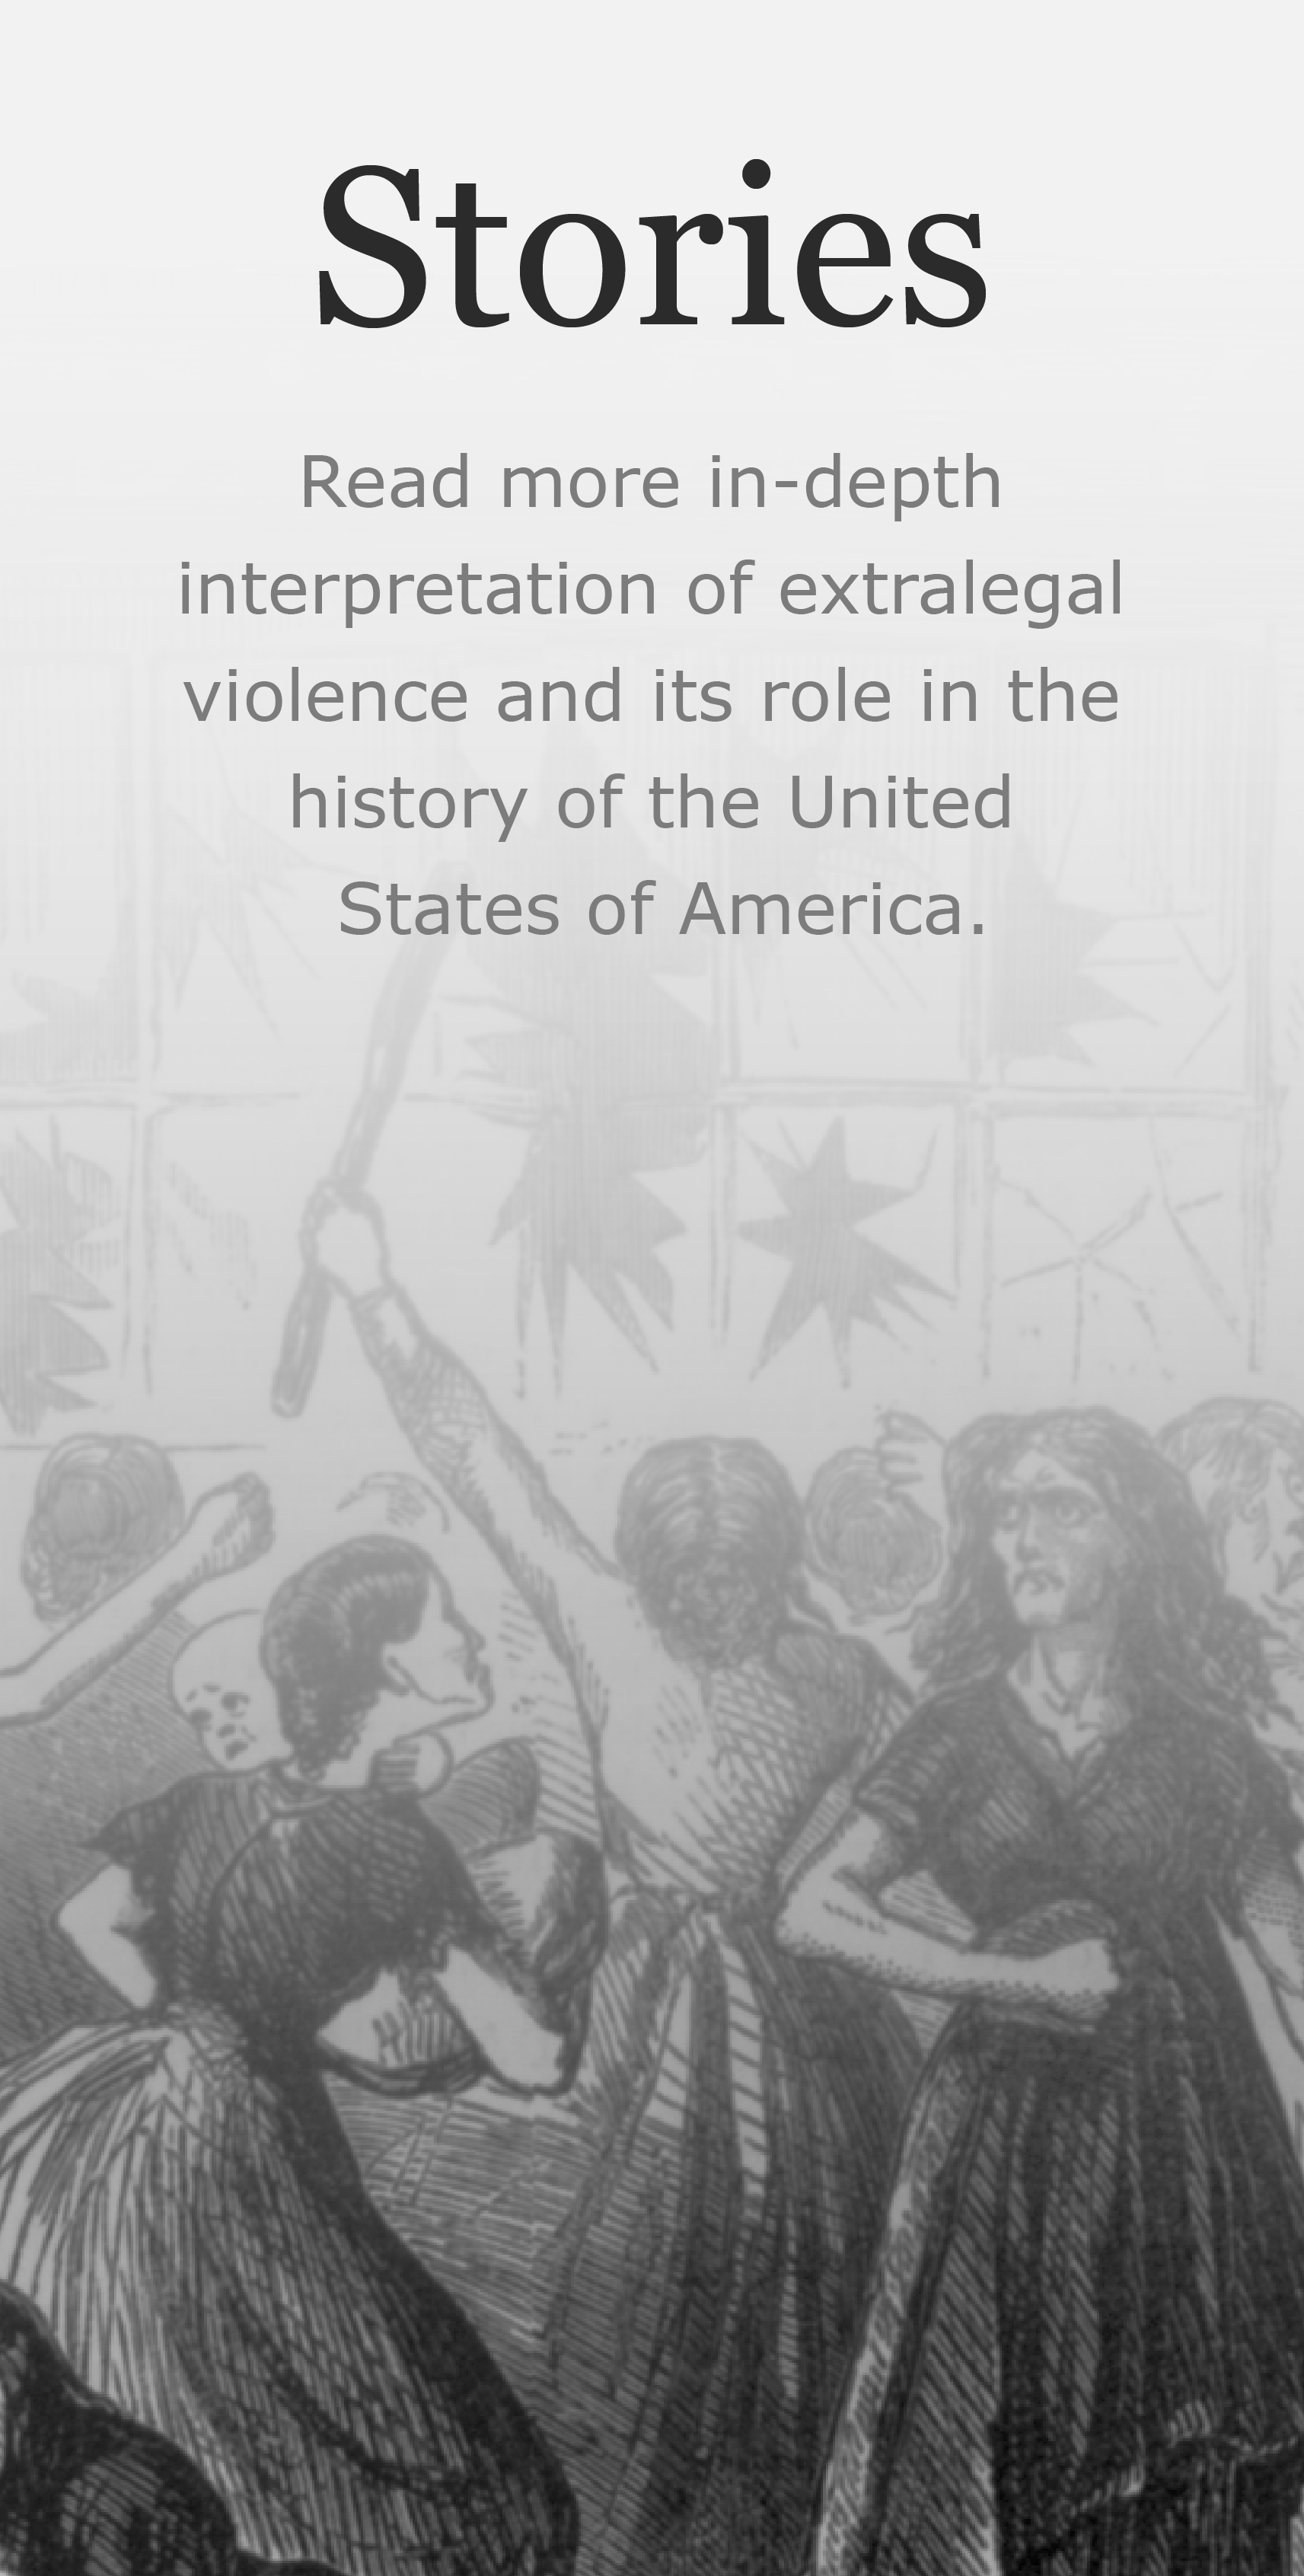 Stories
Read more in-depth
interpretation of extralegal
violence and its role in the
history of the United
States of America.